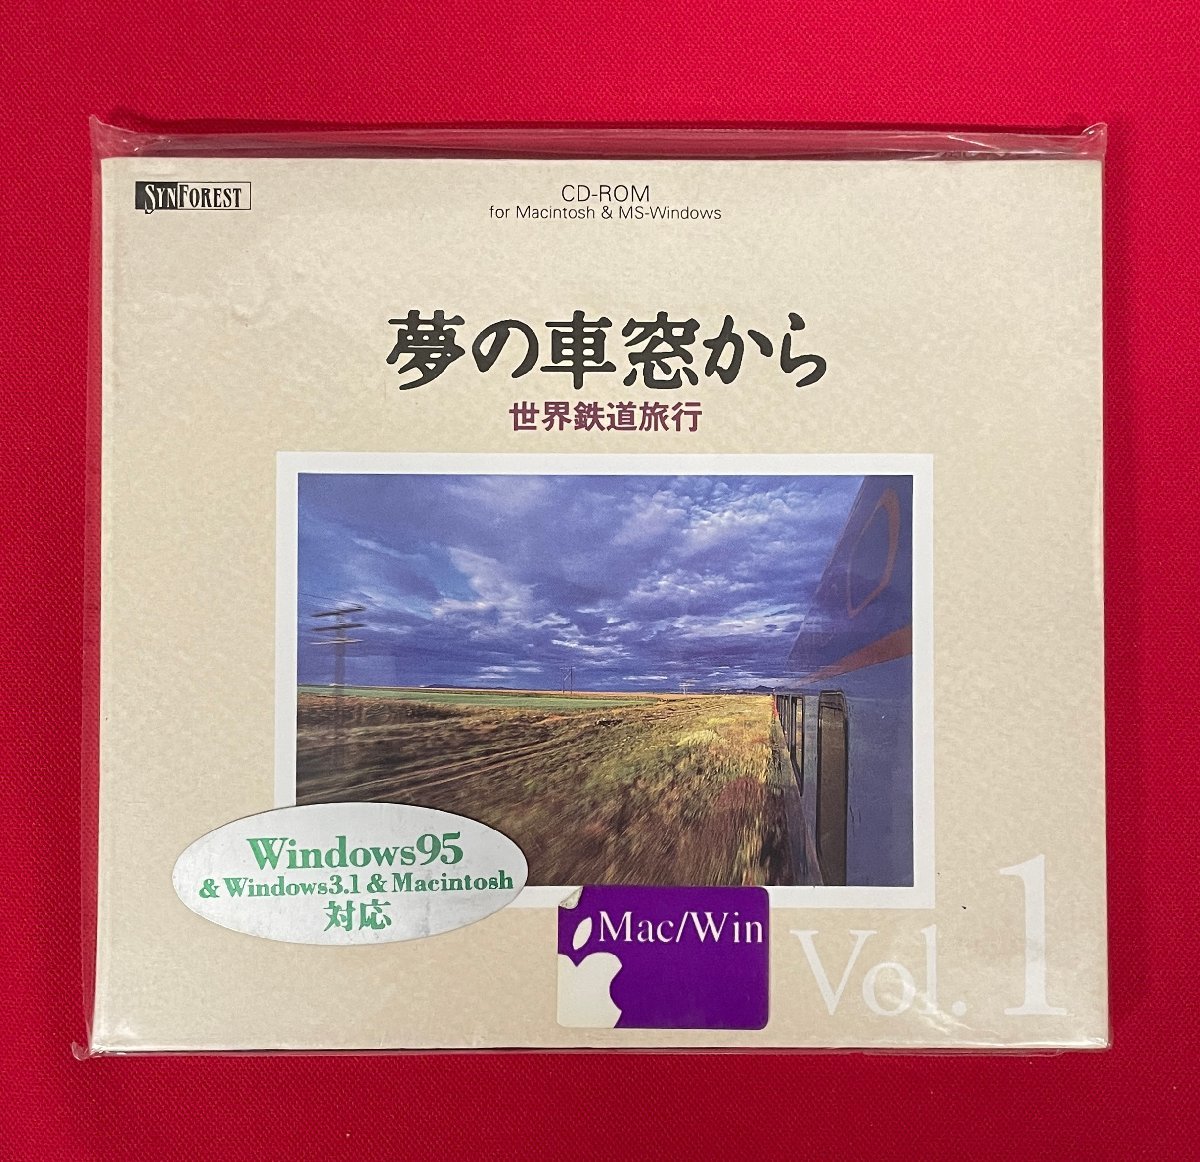 SYNFOREST
CD-ROM
for Macintosh & MS-Windows
夢の車窓から
世界鉄道旅行
Windows95
& Windows3.1 & Macintosh
対応
Mac/Win
Vol. 1